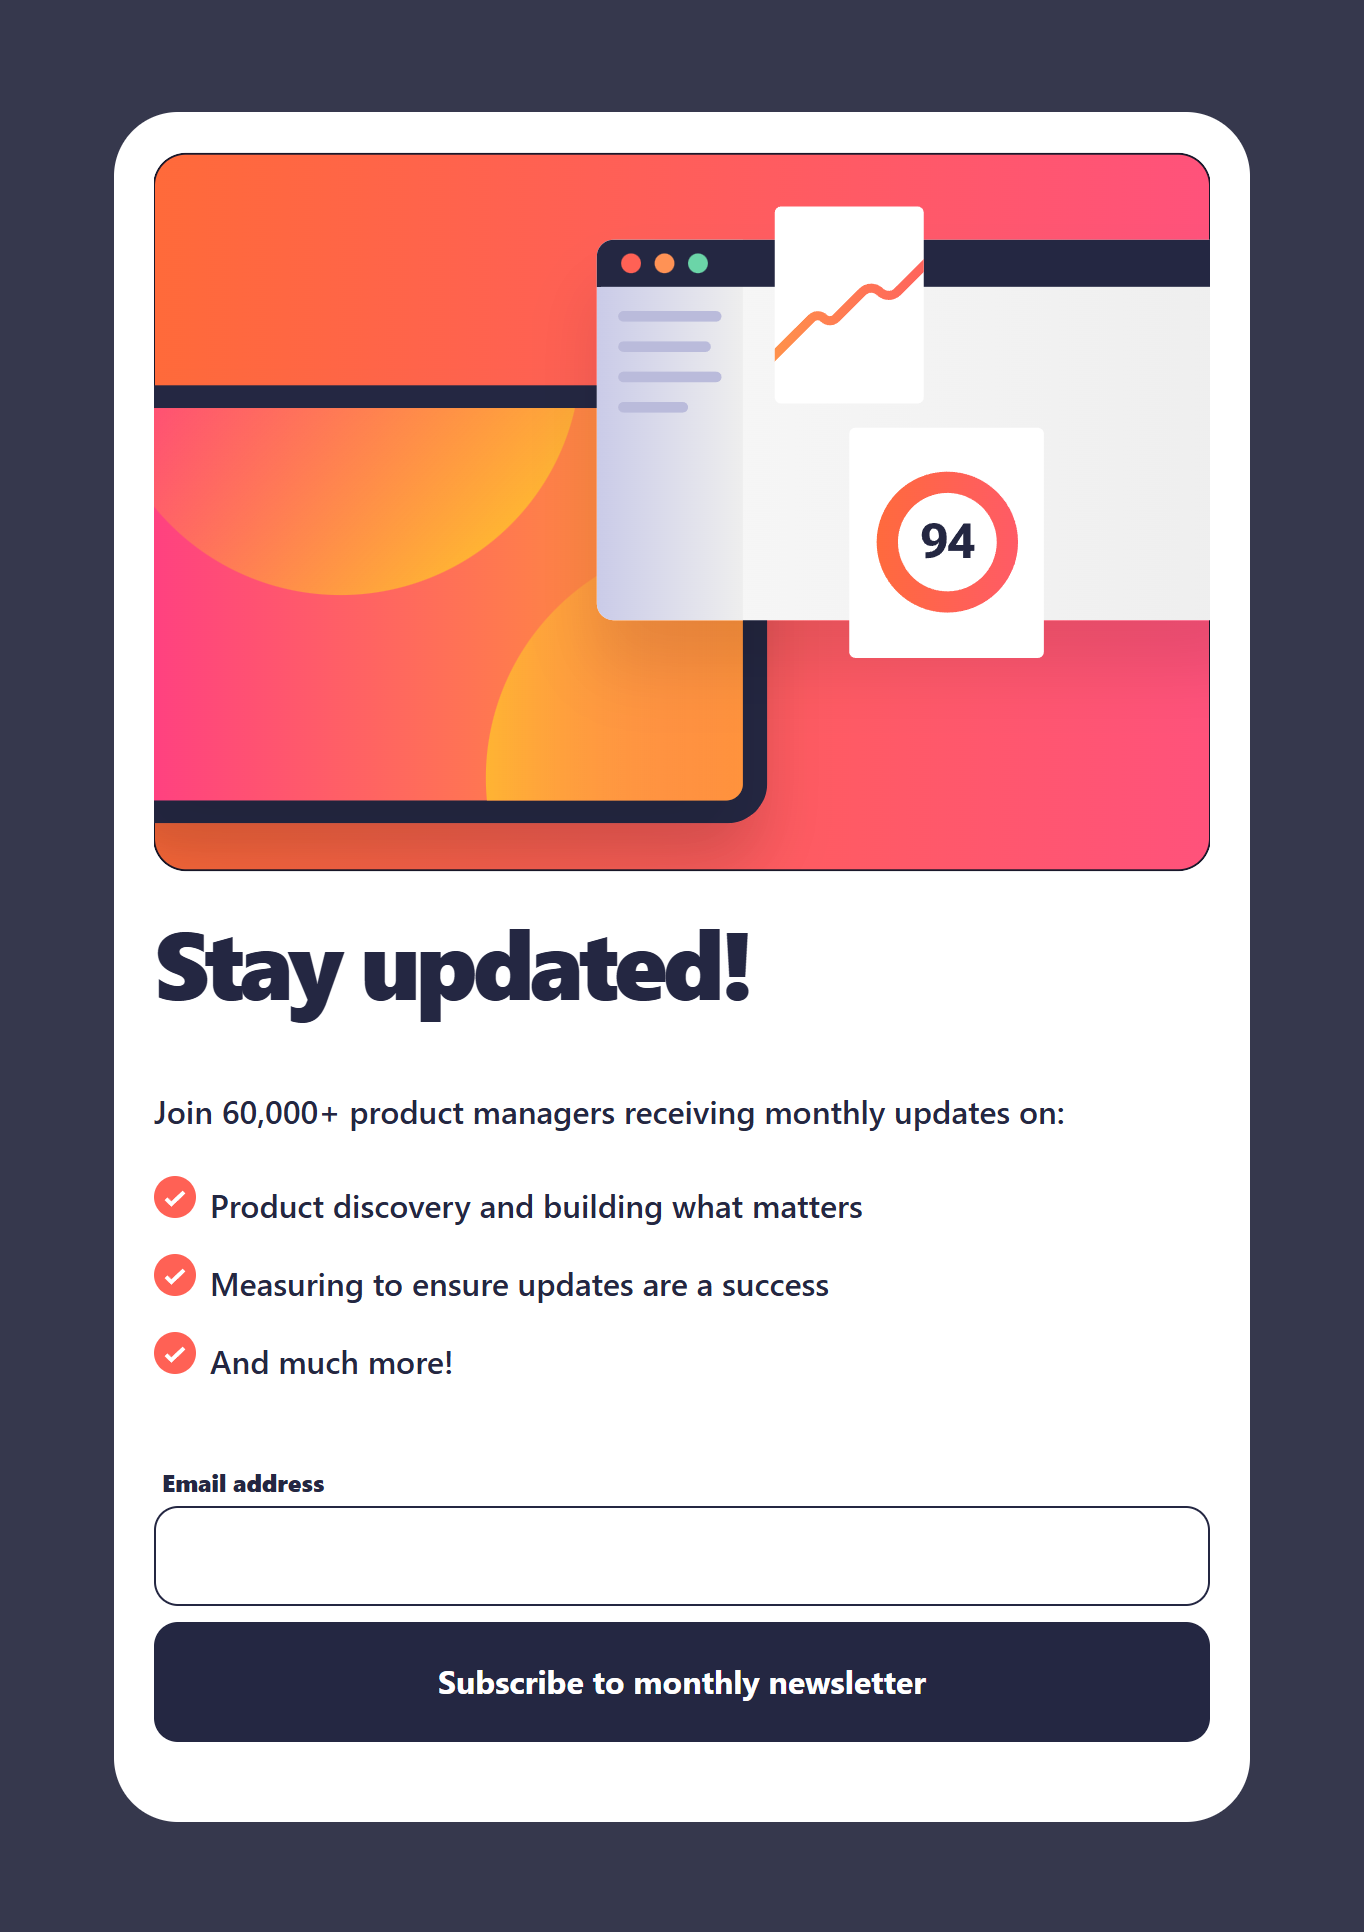 94
Stay updated!
Join 60,000+ product managers receiving monthly updates on:
Product discovery and building what matters
Measuring to ensure updates are a success
And much more!
Email address
Subscribe to monthly newsletter